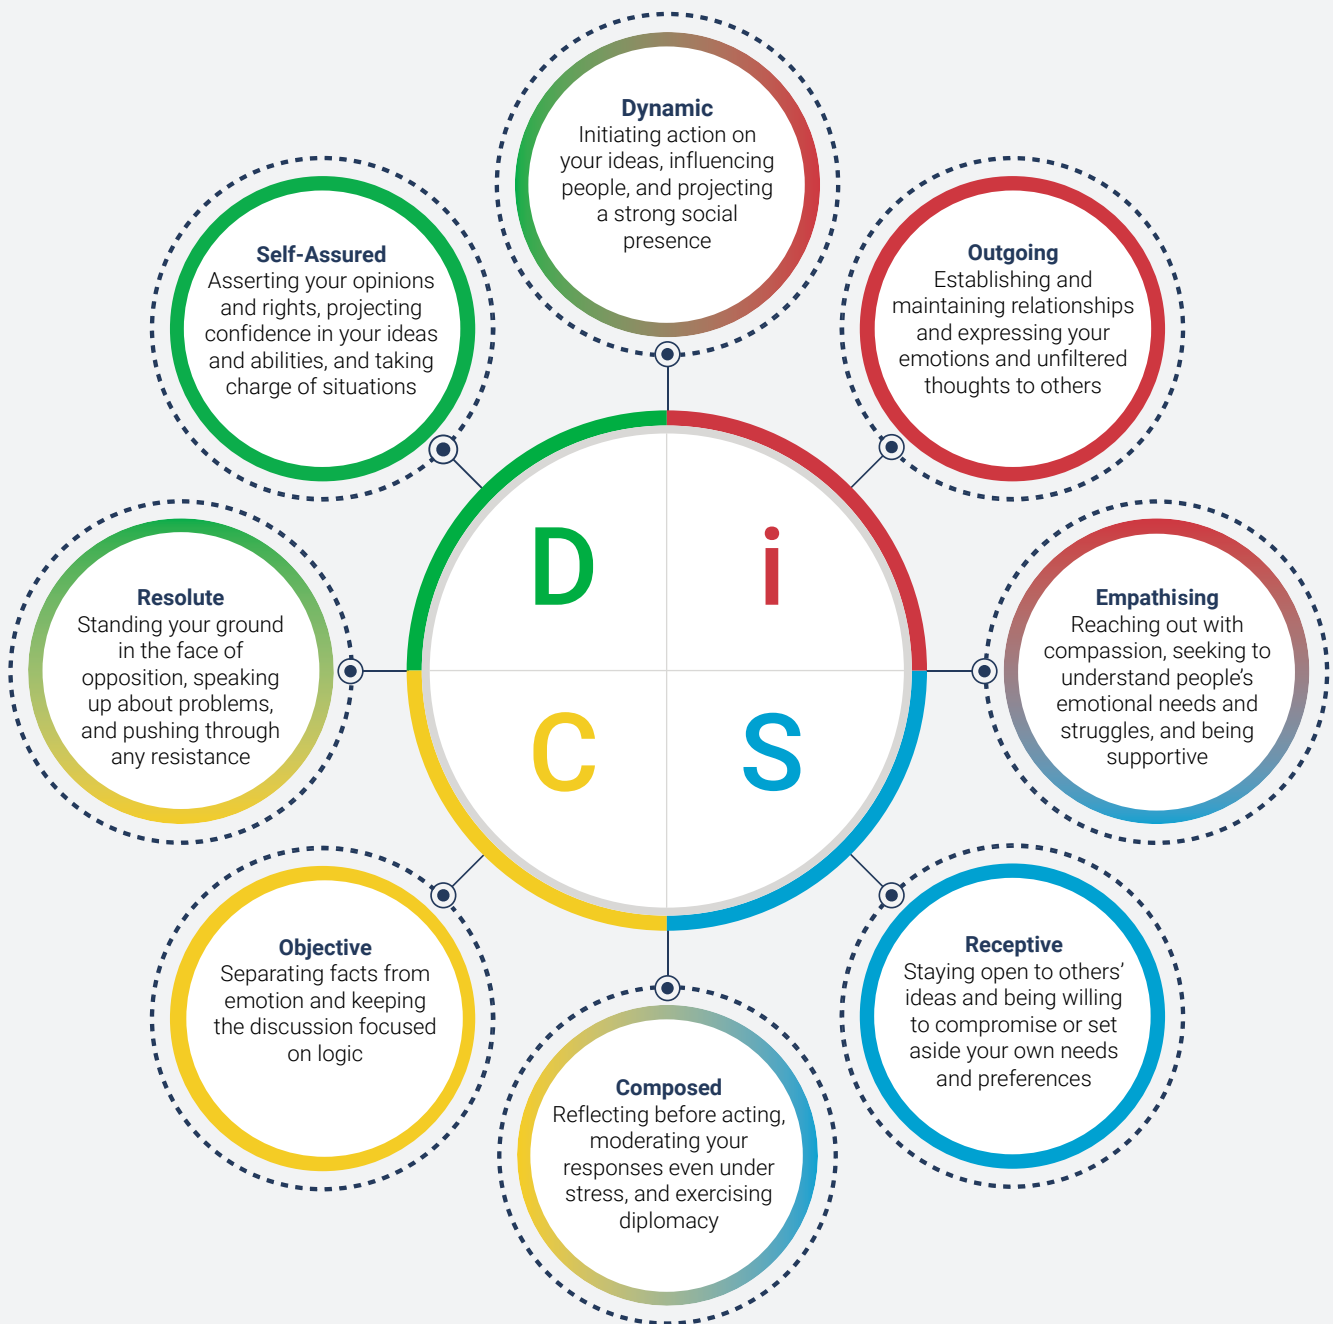 Dynamic
Initiating action on
your ideas, influencing
people, and projecting
a strong social
presence
Self-Assured
Asserting your opinions
and rights, projecting
confidence in your ideas
and abilities, and taking
charge of situations
Outgoing
Establishing and
maintaining relationships
and expressing your
emotions and unfiltered
thoughts to others
D
i
Resolute
Standing your ground
in the face of
opposition, speaking
up about problems,
and pushing through
any resistance
Empathising
Reaching out with
compassion, seeking to
understand people’s
emotional needs and
struggles, and being
supportive
C
S
Objective
Separating facts from
emotion and keeping
the discussion focused
on logic
Receptive
Staying open to others’
ideas and being willing
to compromise or set
aside your own needs
and preferences
Composed
Reflecting before acting,
moderating your
responses even under
stress, and exercising
diplomacy